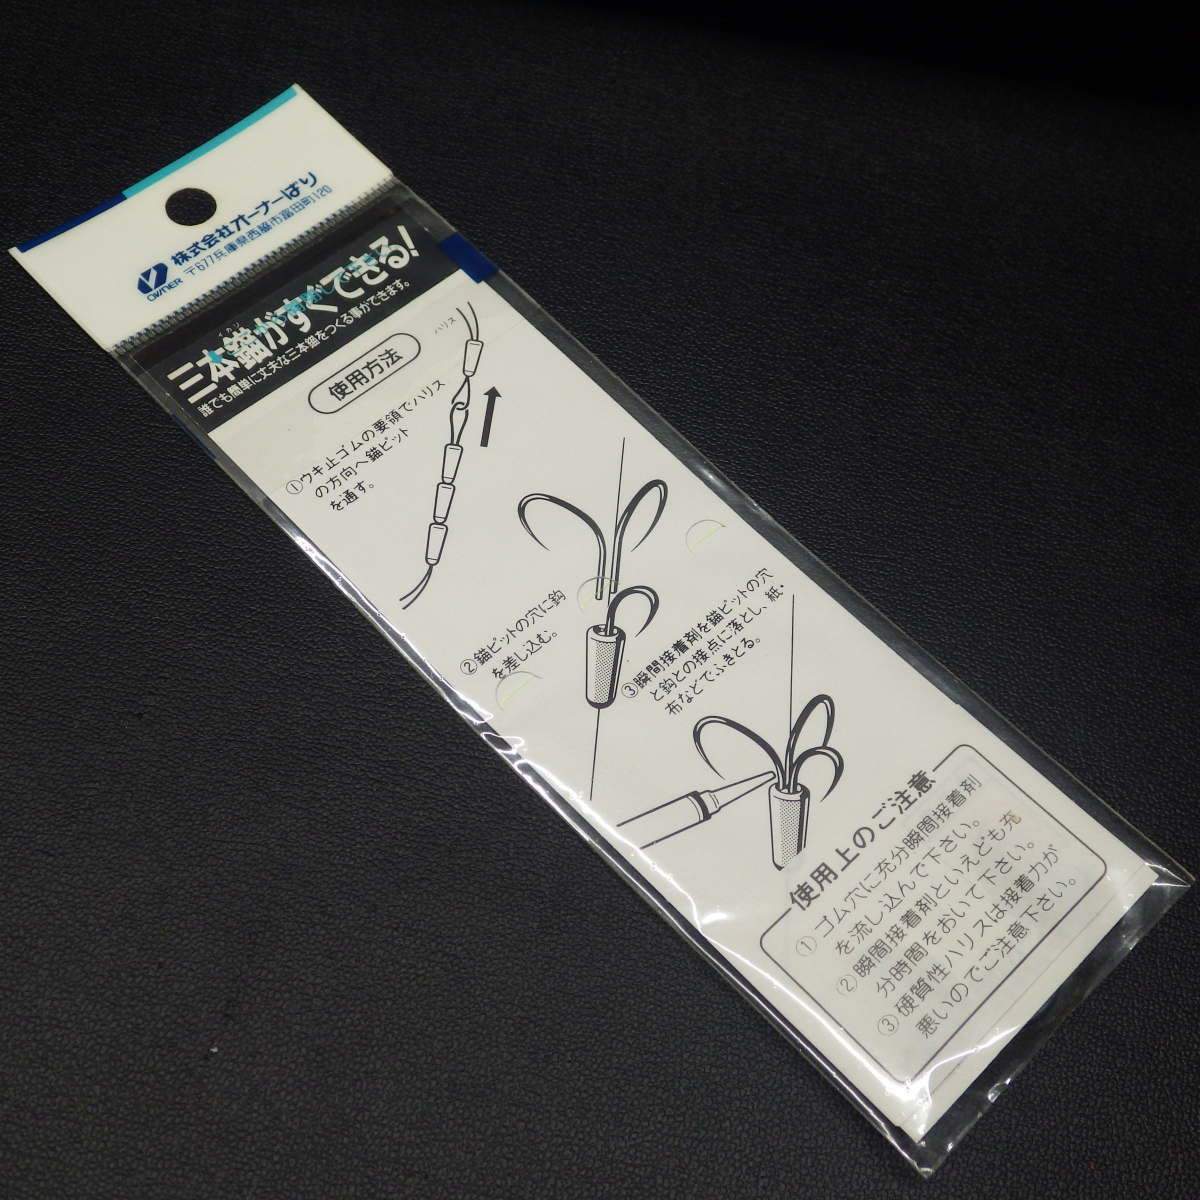 株式会社オーナーばり
〒677兵庫県西脇市富田町120
OWNER
イカリ
三本錨がすぐできる!
誰でも簡単に丈夫な三本錨をつくる事ができます。
使用方法
ハリス
①ウキ止ゴムの要領でハリス
の方向へ錨ピット
を通す。
②錨ピットの穴に鈎
を差し込む。
③瞬間接着剤を錨ピットの穴
と鈎との接点に落とし、紙・
布などでふきとる。
使用上のご注意
①ゴム穴に充分瞬間接着剤
を流し込んで下さい。
②瞬間接着剤といえども充
分時間をおいて下さい。
③硬質性ハリスは接着力が
悪いのでご注意下さい。